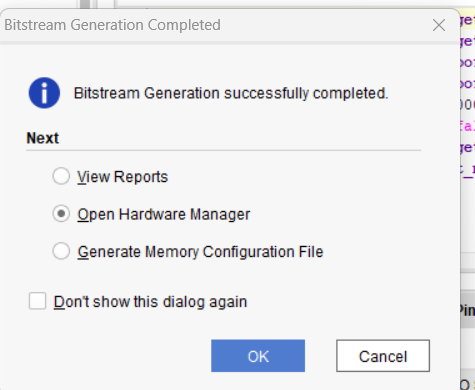 Bitstream Generation Completed
Bitstream Generation successfully completed.
Next
View Reports
Open Hardware Manager
Generate Memory Configuration File
Don't show this dialog again
OK
Cancel